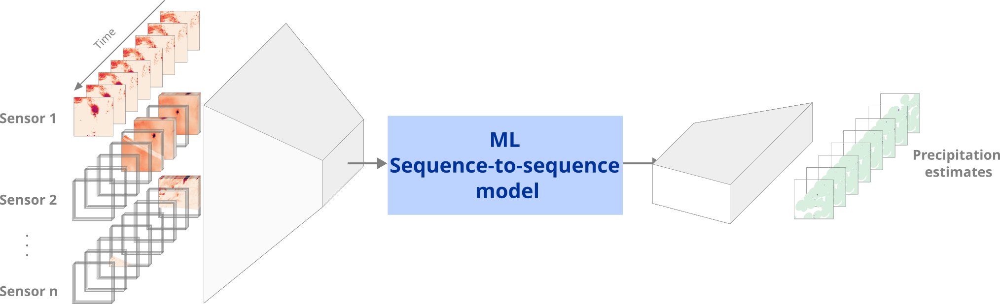 Time
Sensor 1
Sensor 2
Sensor n
ML
Sequence-to-sequence
model
Precipitation
estimates